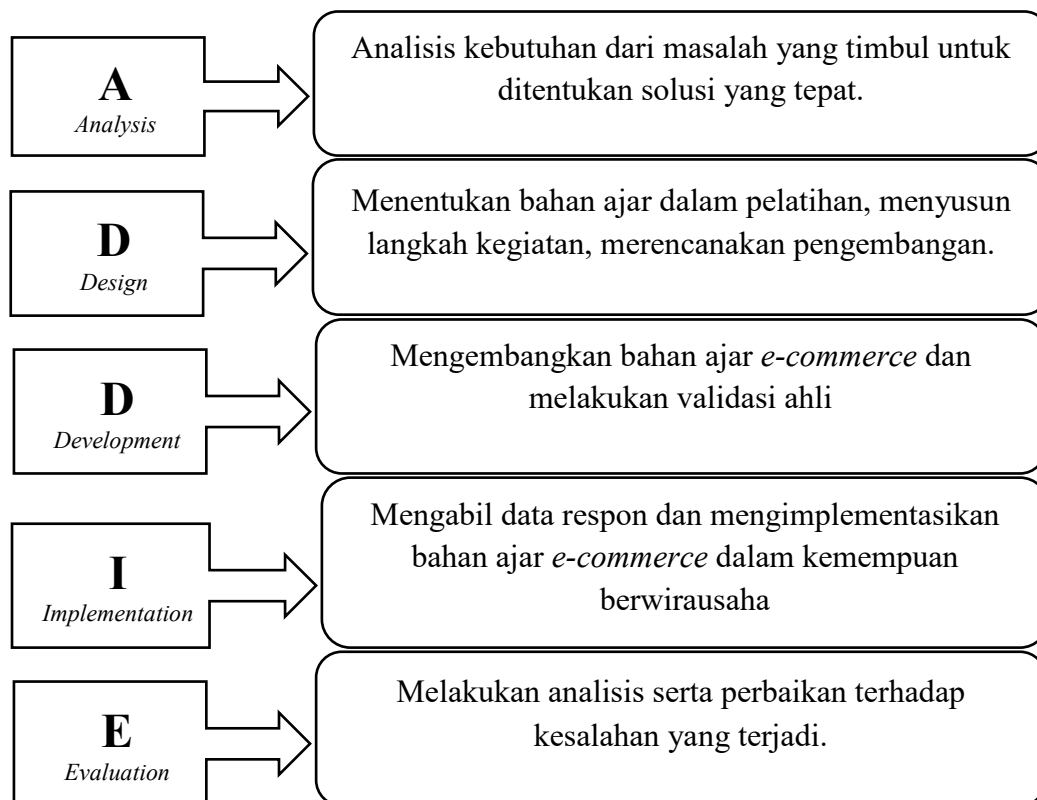 A
Analysis
Analisis kebutuhan dari masalah yang timbul untuk
ditentukan solusi yang tepat.
D
Design
Menentukan bahan ajar dalam pelatihan, menyusun
langkah kegiatan, merencanakan pengembangan.
D
Development
Mengembangkan bahan ajar e-commerce dan
melakukan validasi ahli
I
Implementation
Mengabil data respon dan mengimplementasikan
bahan ajar e-commerce dalam kemempuan
berwirausaha
E
Evaluation
Melakukan analisis serta perbaikan terhadap
kesalahan yang terjadi.